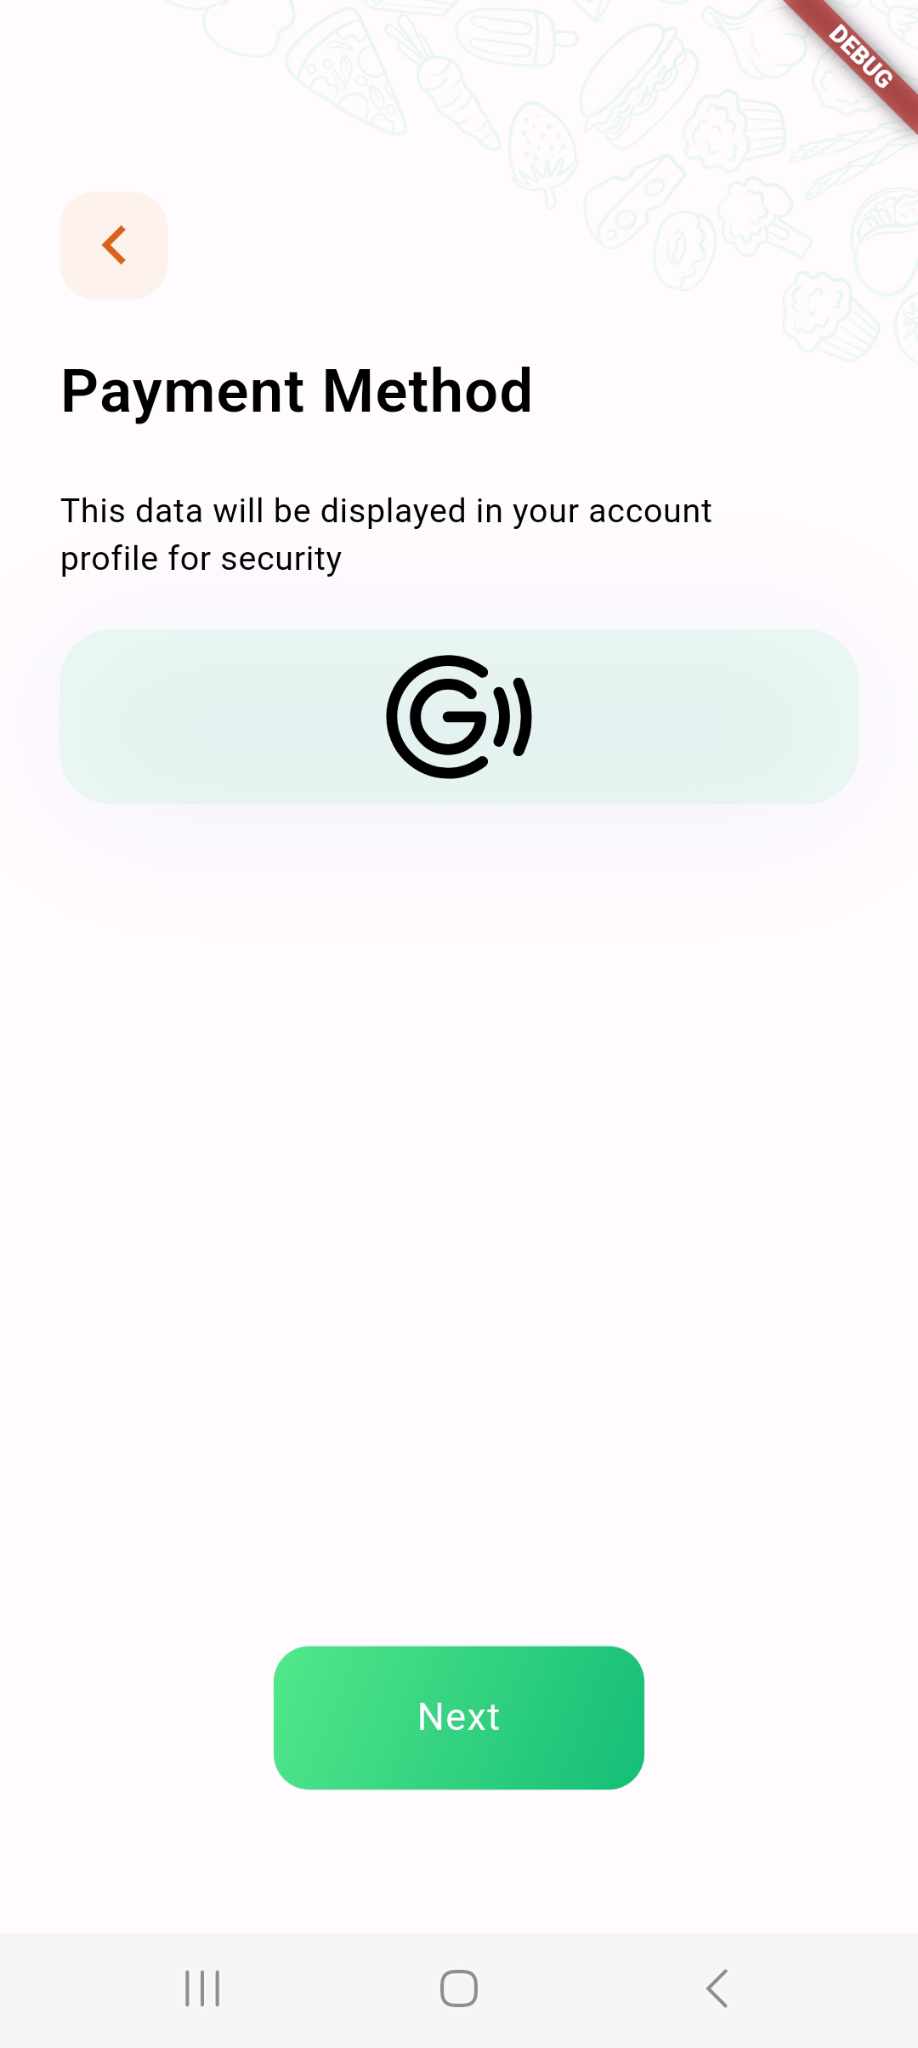 DEBUG
Payment Method
This data will be displayed in your account
profile for security
G
Next